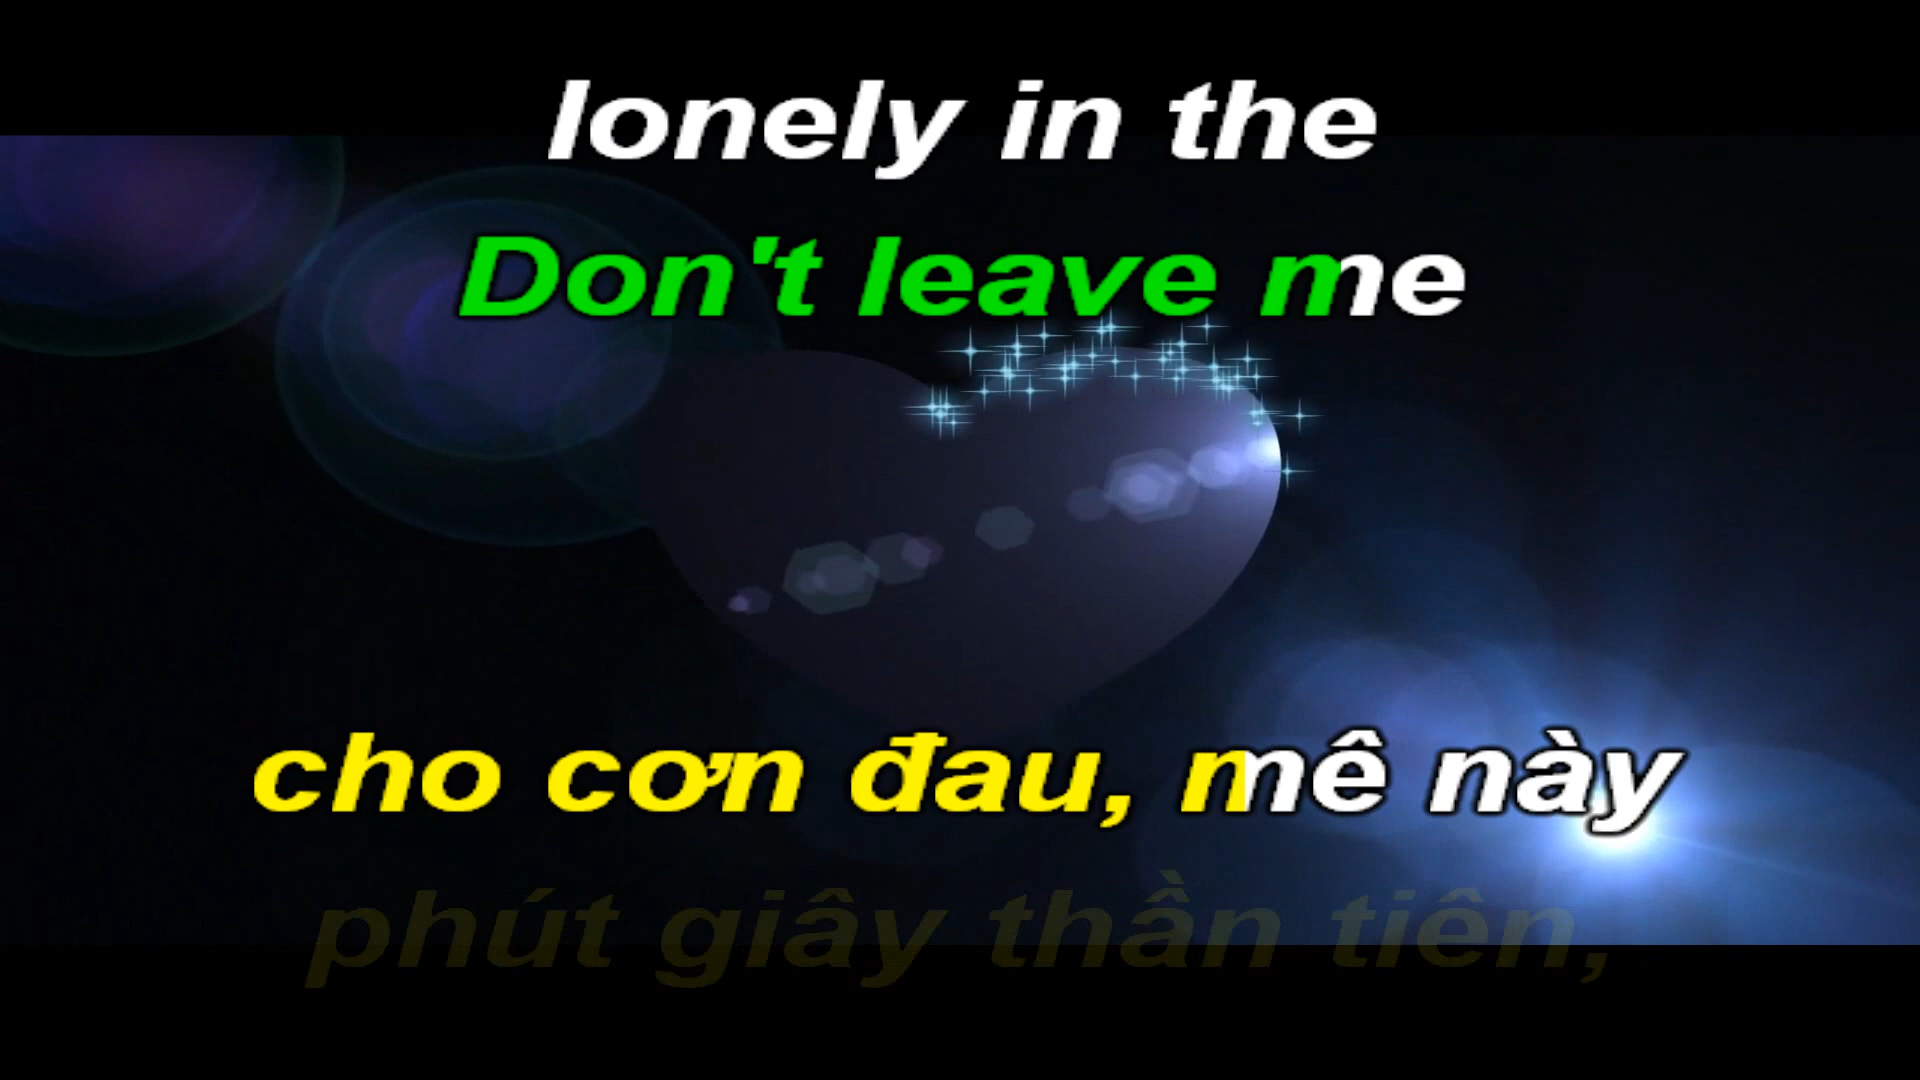 lonely in the
Don't leave me
cho cơn đau, mê này
phút giây thần tiên,